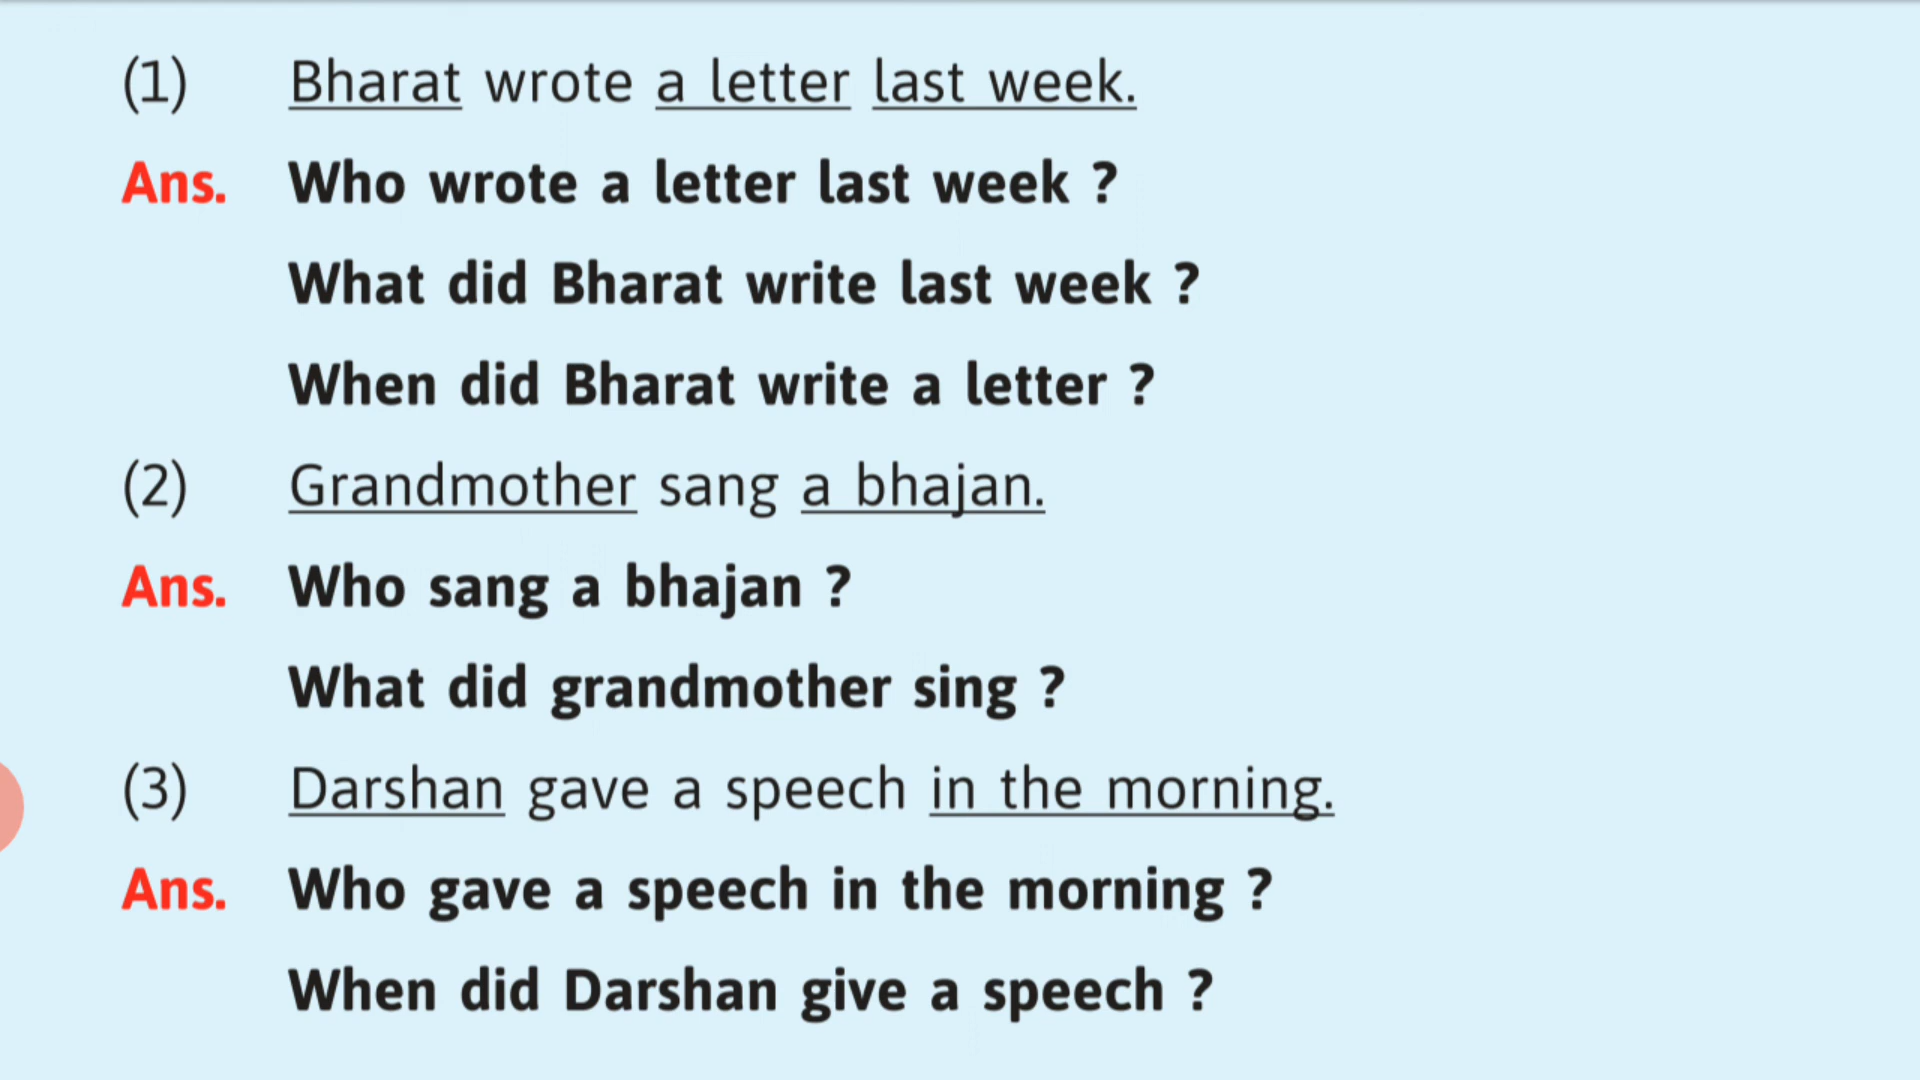 (1) Bharat wrote a letter last week.
Ans. Who wrote a letter last week ?
What did Bharat write last week ?
When did Bharat write a letter ?
(2) Grandmother sang a bhajan.
Ans. Who sang a bhajan ?
What did grandmother sing ?
(3) Darshan gave a speech in the morning.
Ans. Who gave a speech in the morning ?
When did Darshan give a speech ?